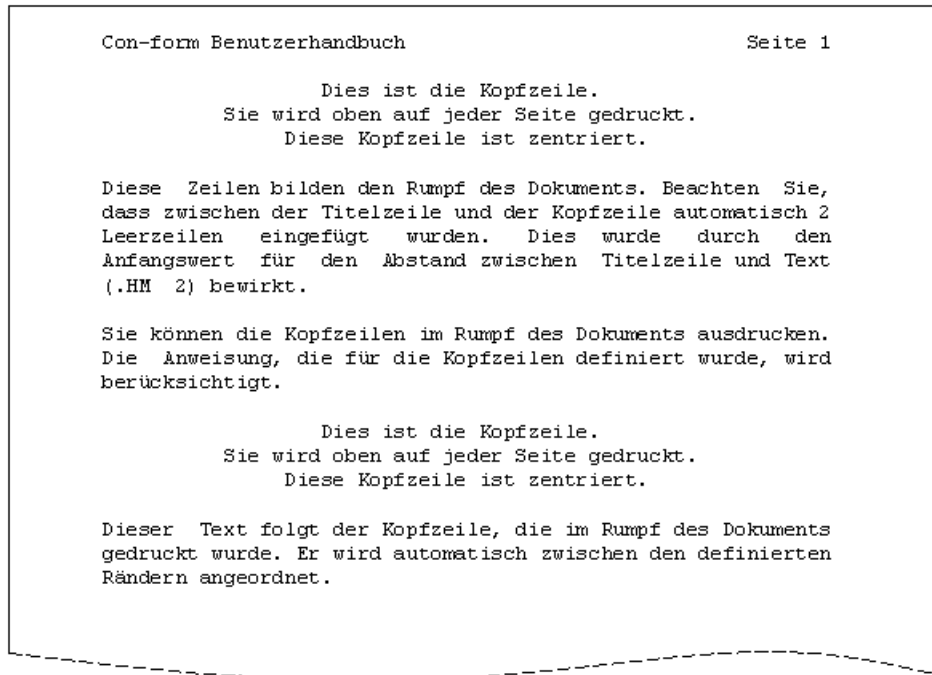 Con-form Benutzerhandbuch Seite 1
Dies ist die Kopfzeile.
Sie wird oben auf jeder Seite gedruckt.
Diese Kopfzeile ist zentriert.
Diese Zeilen bilden den Rumpf des Dokuments. Beachten Sie,
dass zwischen der Titelzeile und der Kopfzeile automatisch 2
Leerzeilen eingefügt wurden. Dies wurde durch den
Anfangswert für den Abstand zwischen Titelzeile und Text
(.HM 2) bewirkt.
Sie können die Kopfzeilen im Rumpf des Dokuments ausdrucken.
Die Anweisung, die für die Kopfzeilen definiert wurde, wird
berücksichtigt.
Dies ist die Kopfzeile.
Sie wird oben auf jeder Seite gedruckt.
Diese Kopfzeile ist zentriert.
Dieser Text folgt der Kopfzeile, die im Rumpf des Dokuments
gedruckt wurde. Er wird automatisch zwischen den definierten
Rändern angeordnet.